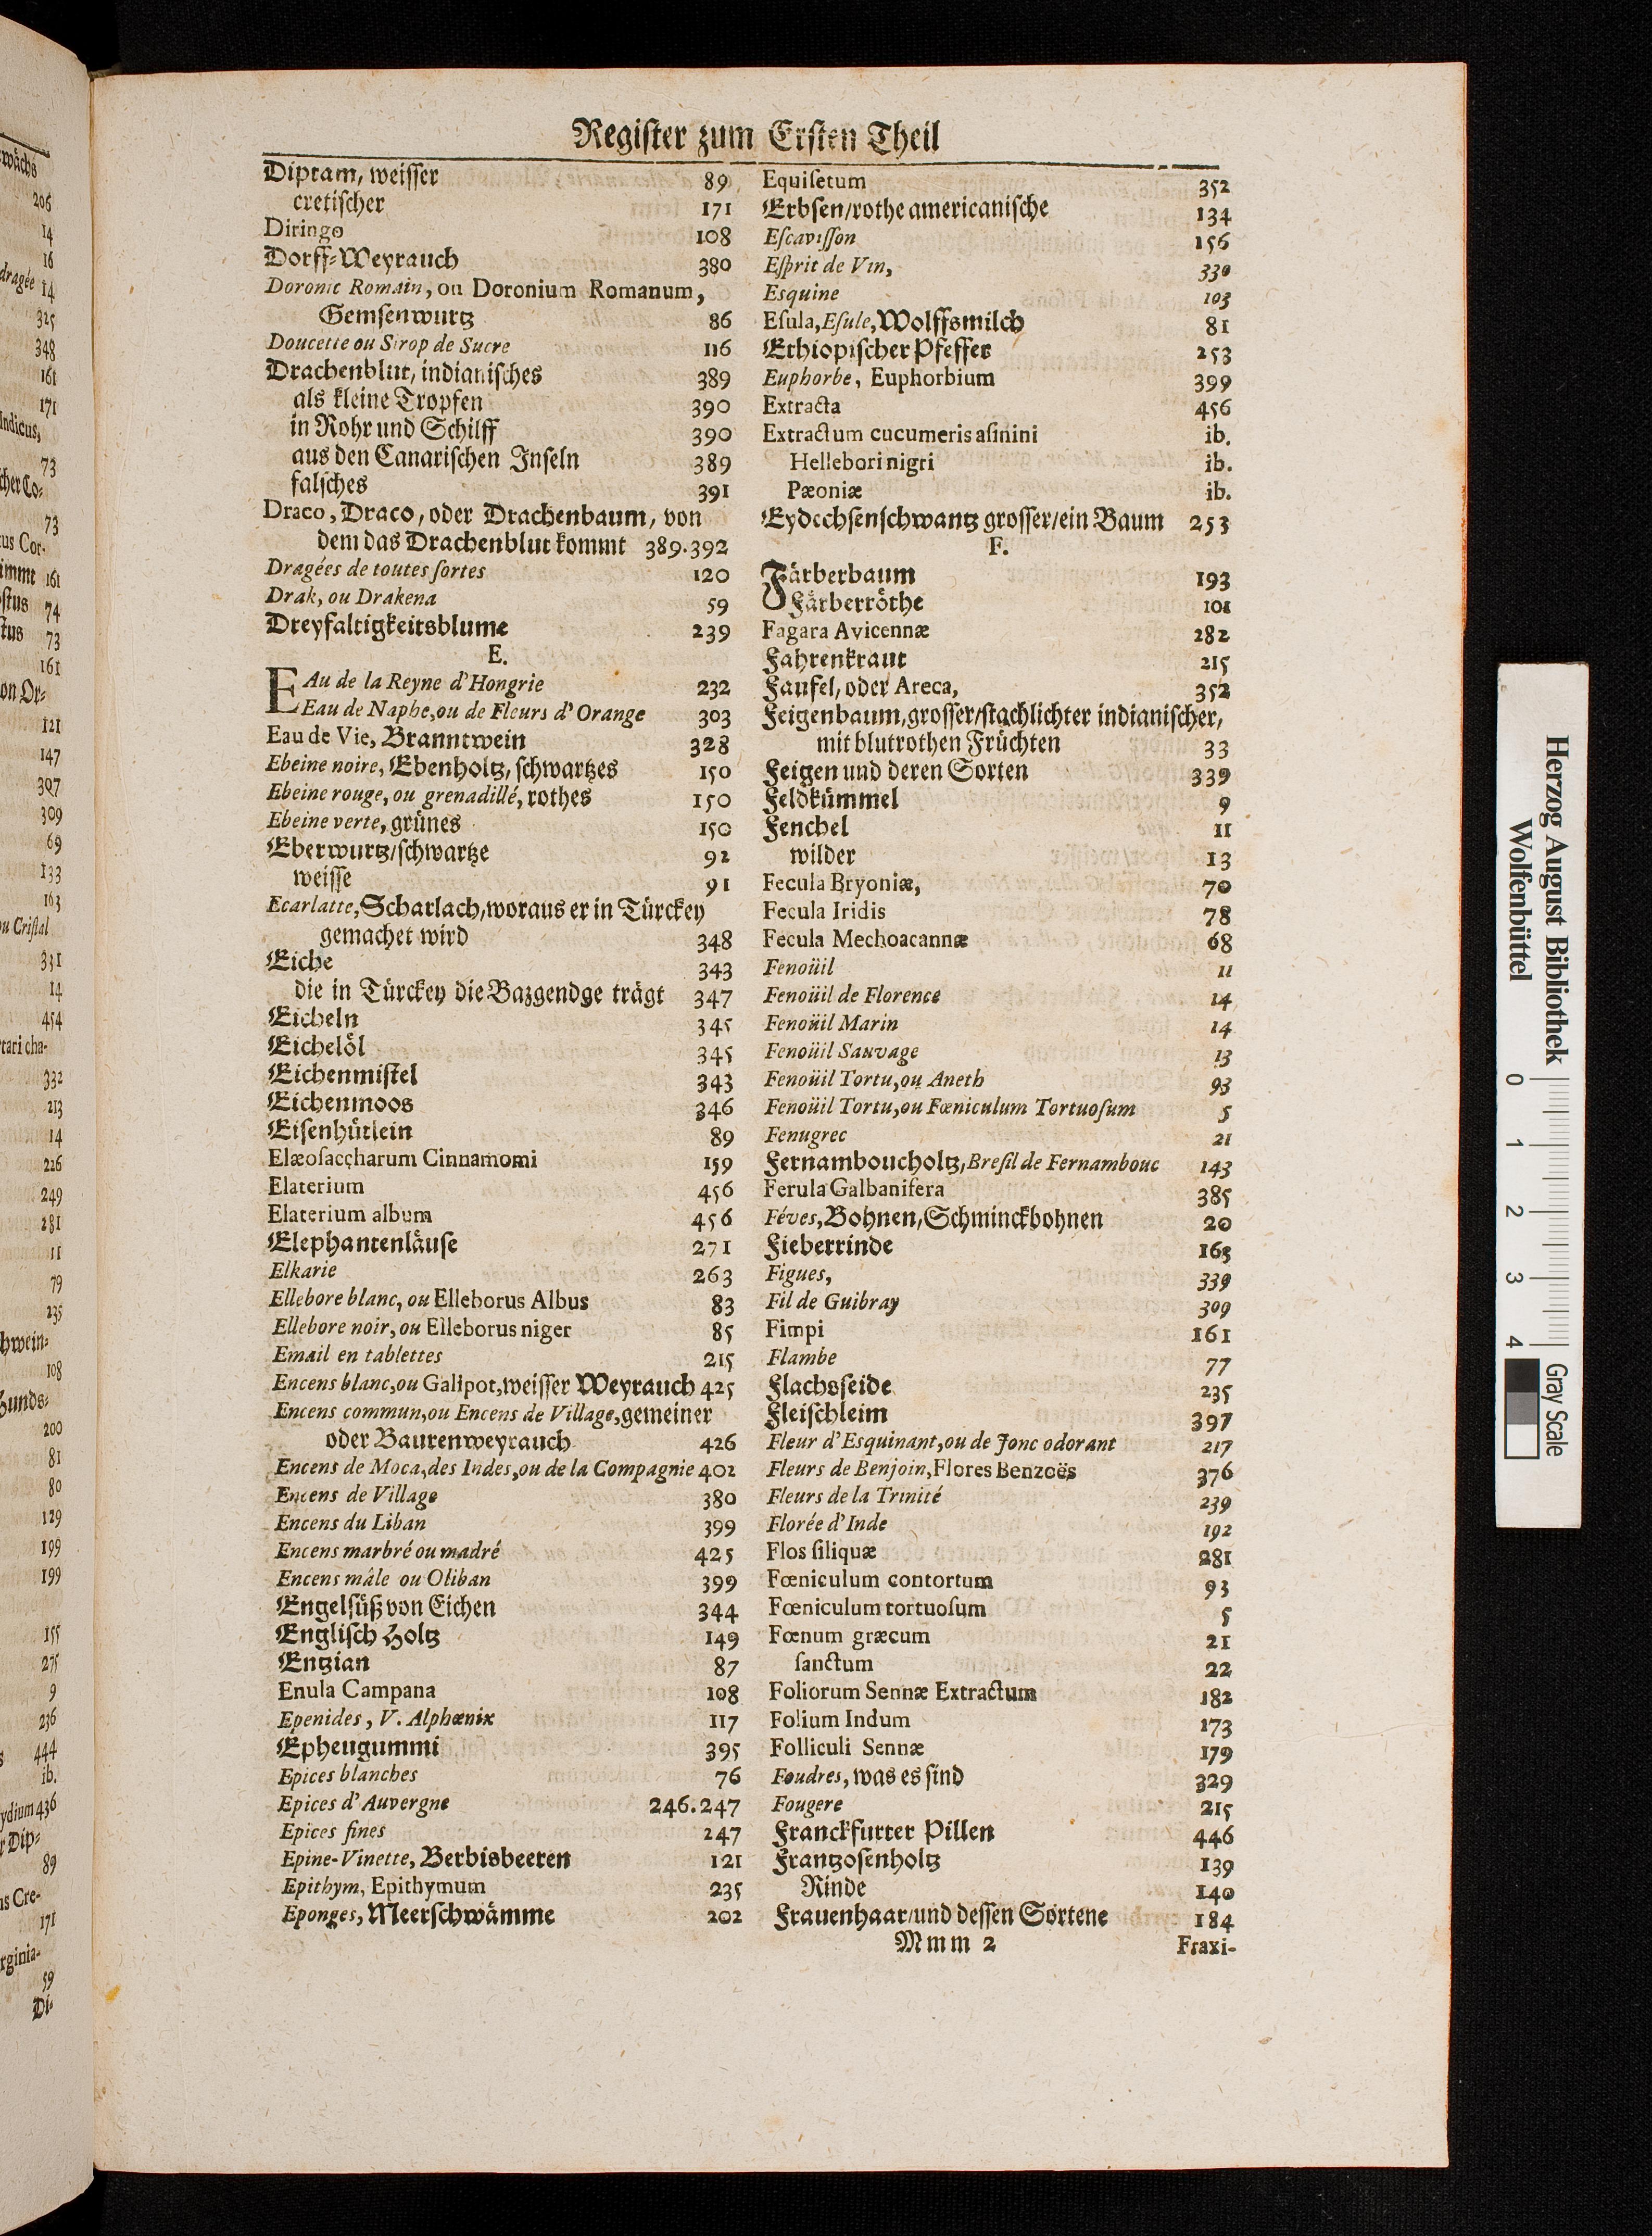 Register zum Ersten Theil
Diptam, weisser 89
cretischer 171
Diringo 108
Dorff-Weyrauch 380
Doronic Romain, ou Doronium Romanum,
Gemsenwurtz 86
Doucette ou Sirop de Sucre 116
Drachenblut, indianisches 389
als kleine Tropfen 390
in Rohr und Schilff 390
aus den Canarischen Inseln 389
falsches 391
Draco, Draco, oder Drachenbaum, von
dem das Drachenblut kommt 389.392
Dragées de toutes ſortes 120
Drak, ou Drakena 59
Dreyfaltigkeitsblume 239
E.
EAu de la Reyne d'Hongrie 232
Eau de Naphe, ou de Fleurs d'Orange 303
Eau de Vie, Branntwein 328
Ebeine noire, Ebenholtz, schwartzes 150
Ebeine rouge, ou grenadillé, rothes 150
Ebeine verte, grünes 150
Eberwurtz/schwartze 92
weisse 91
Ecarlatte, Scharlach, woraus er in Türckey
gemachet wird 348
Eiche 343
die in Türckey die Bazgendge trägt 347
Eicheln 345
Eichelöl 345
Eichenmistel 343
Eichenmoos 346
Eisenhütlein 89
Elæoſaccharum Cinnamomi 159
Elaterium 456
Elaterium album 456
Elephantenläuse 271
Elkarie 263
Ellebore blanc, ou Elleborus Albus 83
Ellebore noir, ou Elleborus niger 85
Email en tablettes 215
Encens blanc, ou Galipot, weisser Weyrauch 425
Encens commun, ou Encens de Village, gemeiner
oder Baurenweyrauch 426
Encens de Moca, des Indes, ou de la Compagnie 402
Encens de Village 380
Encens du Liban 399
Encens marbré ou madré 425
Encens mâle ou Oliban 399
Engelsüß von Eichen 344
Englisch Holtz 149
Entzian 87
Enula Campana 108
Epenides, V. Alphœnix 117
Epheugummi 395
Epices blanches 76
Epices d'Auvergne 246.247
Epices fines 247
Epine-Vinette, Berbisbeeren 121
Epithym, Epithymum 235
Eponges, Meerschwämme 202
Equiſetum 352
Erbsen/rothe americanische 134
Eſcaviſſon 156
Eſprit de Vin, 330
Esquine 103
Eſula, Eſule, Wolffsmilch 81
Ethiopischer Pfeffer 253
Euphorbe, Euphorbium 399
Extracta 456
Extractum cucumeris aſinini ib.
Hellebori nigri ib.
Pæoniæ ib.
Eydechsenschwantz grosser/ein Baum 253
F.
Färberbaum 193
Färberröthe 101
Fagara Avicennæ 282
Fahrenkraut 215
Faufel, oder Areca, 352
Feigenbaum, grosser/stachlichter indianischer,
mit blutrothen Früchten 33
Feigen und deren Sorten 339
Feldkümmel 9
Fenchel 11
wilder 13
Fecula Bryoniæ, 70
Fecula Iridis 78
Fecula Mechoacannæ 68
Fenoüil 11
Fenoüil de Florence 14
Fenoüil Marin 14
Fenoüil Sauvage 13
Fenoüil Tortu, ou Aneth 93
Fenoüil Tortu, ou Fœniculum Tortuoſum 5
Fenugrec 21
Fernamboucholtz, Breſil de Fernambouc 143
Ferula Galbanifera 385
Féves, Bohnen, Schminckbohnen 20
Fieberrinde 163
Figues, 339
Fil de Guibray 309
Fimpi 161
Flambe 77
Flachsseide 235
Fleischleim 397
Fleur d'Esquinant, ou de Jonc odorant 217
Fleurs de Benjoin, Flores Benzoës 376
Fleurs de la Trinité 239
Florée d'Inde 192
Flos ſiliquæ 281
Fœniculum contortum 93
Fœniculum tortuoſum 5
Fœnum græcum 21
ſanctum 22
Foliorum Sennæ Extractum 182
Folium Indum 173
Folliculi Sennæ 179
Foudres, was es sind 329
Fougere 215
Franckfurter Pillen 446
Frantzosenholtz 139
Rinde 140
Frauenhaar/und dessen Sortene 184
Mmm 2 Fraxi-
Herzog August Bibliothek
Wolfenbüttel
0 1 2 3 4
Gray Scale